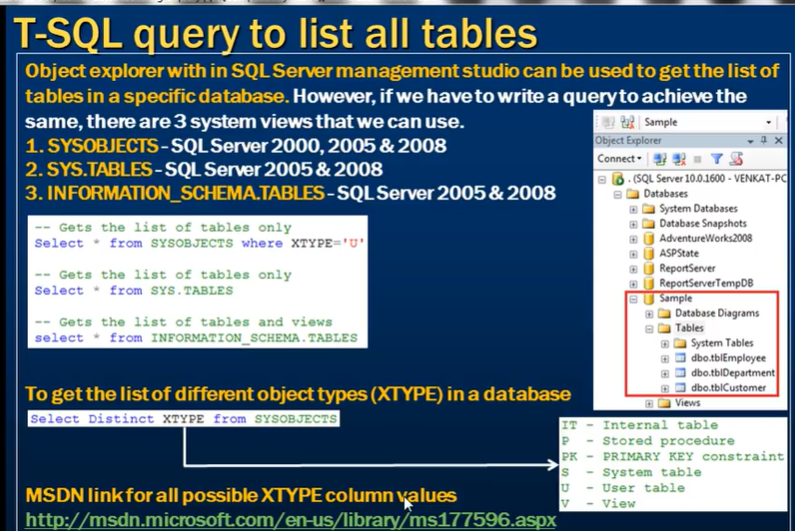 T-SQL query to list all tables
Object explorer with in SQL Server management studio can be used to get the list of
tables in a specific database. However, if we have to write a query to achieve the
same, there are 3 system views that we can use.
1. SYSOBJECTS - SQL Server 2000, 2005 & 2008
2. SYS.TABLES - SQL Server 2005 & 2008
3. INFORMATION_SCHEMA.TABLES - SQL Server 2005 & 2008
-- Gets the list of tables only
Select * from SYSOBJECTS where XTYPE='U'
-- Gets the list of tables only
Select * from SYS.TABLES
-- Gets the list of tables and views
select * from INFORMATION_SCHEMA.TABLES
Sample
Object Explorer
Connect
. (SQL Server 10.0.1600 - VENKAT-PC
Databases
System Databases
Database Snapshots
AdventureWorks2008
ASPState
ReportServer
ReportServerTempDB
Sample
Database Diagrams
Tables
System Tables
dbo.tblEmployee
dbo.tblDepartment
dbo.tblCustomer
Views
To get the list of different object types (XTYPE) in a database
Select Distinct XTYPE from SYSOBJECTS
IT - Internal table
P - Stored procedure
PK - PRIMARY KEY constraint
S - System table
U - User table
V - View
MSDN link for all possible XTYPE column values
http://msdn.microsoft.com/en-us/library/ms177596.aspx